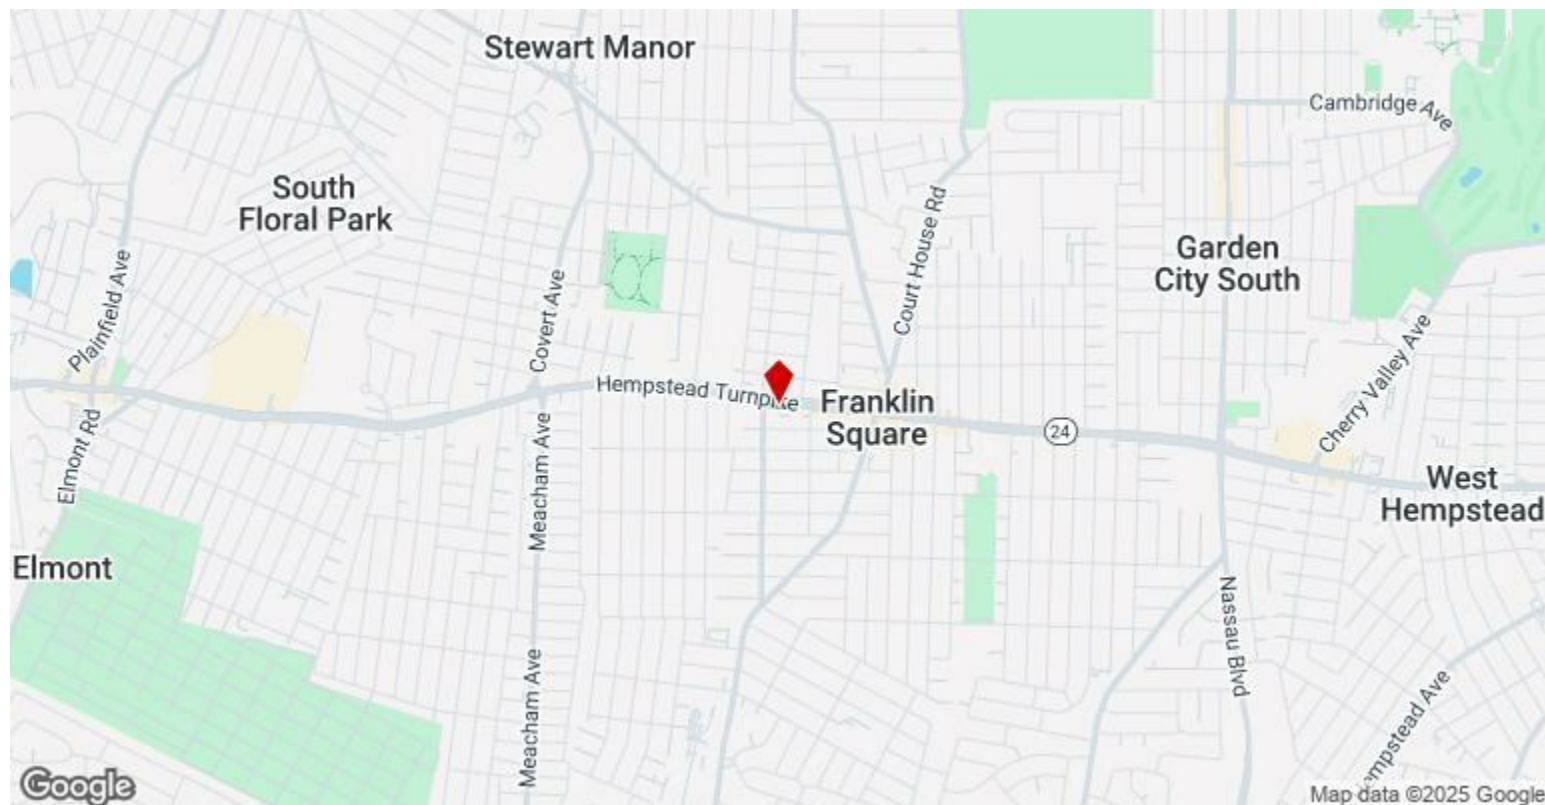 Stewart Manor
Cambridge Ave
South
Floral Park
Court House Rd
Garden
City South
Plainfield Ave
Covert Ave
Cherry Valley Ave
Hempstead Turnpike
Franklin
Square
24
Elmont Rd
Meacham Ave
West
Hempstead
Elmont
Nassau Blvd
Meacham Ave
empstead Ave
Google
Map data ©2025 Google